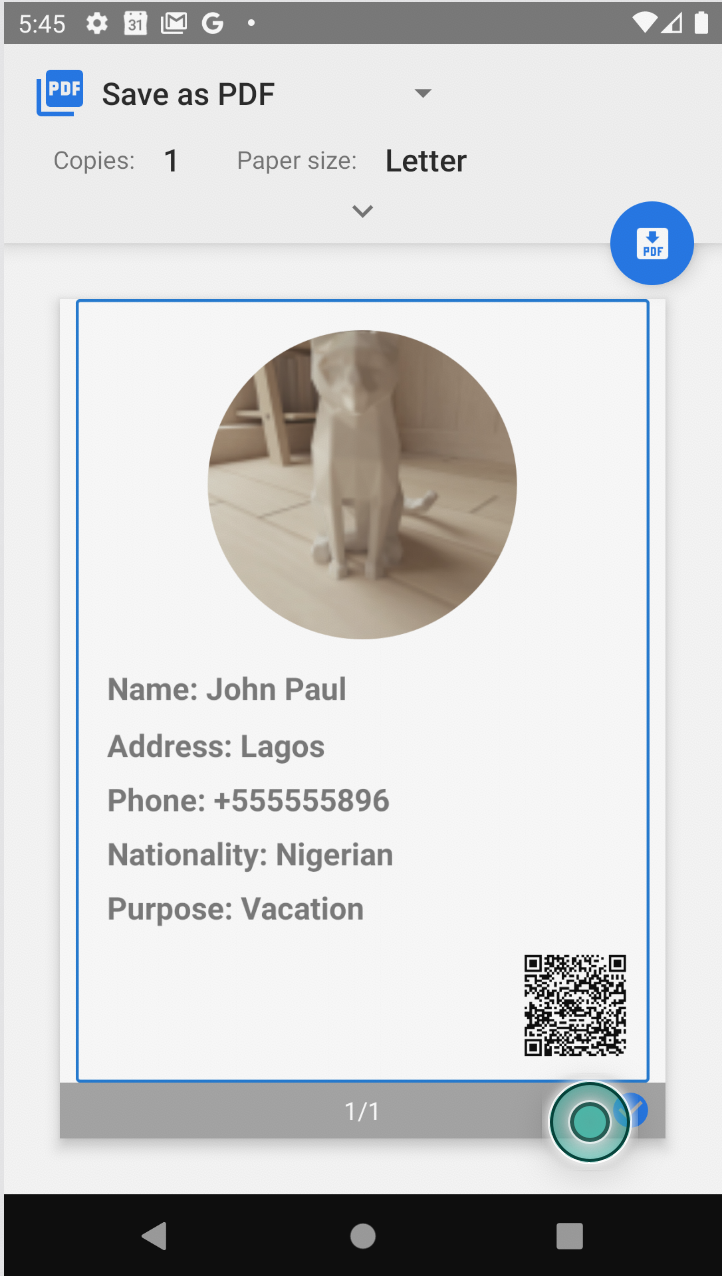 5:45
31
PDF Save as PDF
Copies: 1 Paper size: Letter
PDF
Name: John Paul
Address: Lagos
Phone: +555555896
Nationality: Nigerian
Purpose: Vacation
1/1